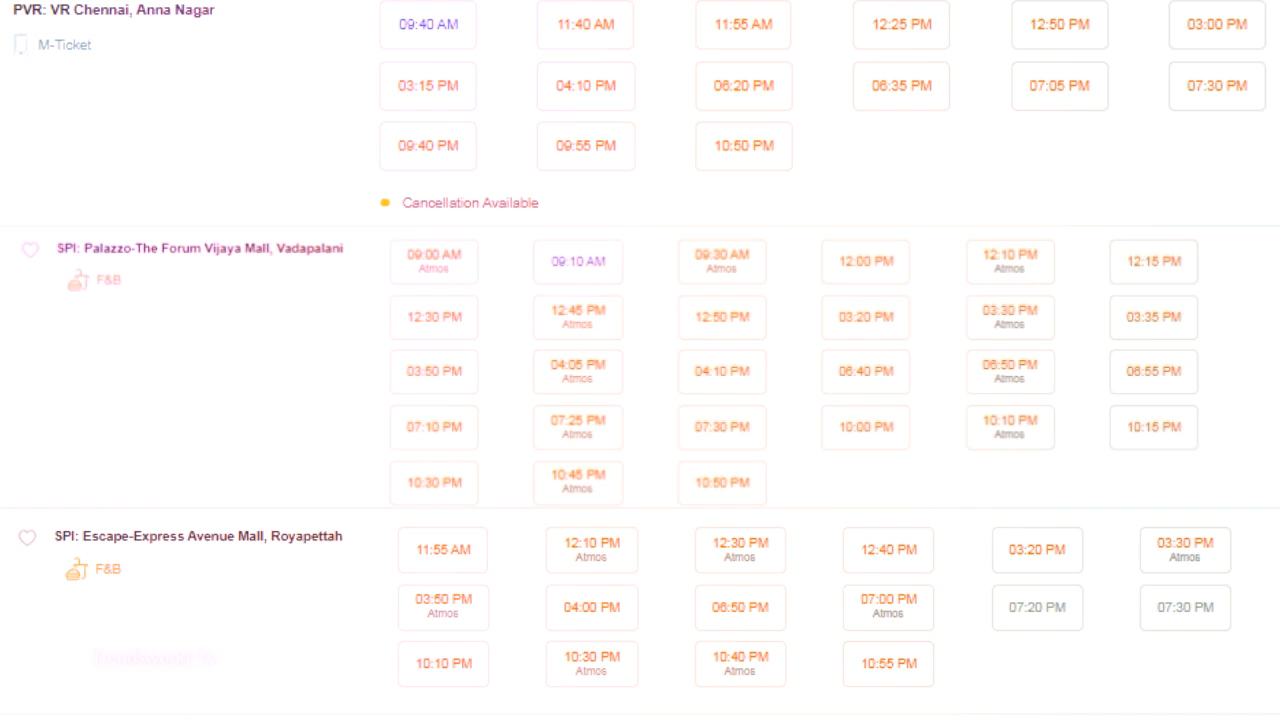 PVR: VR Chennai, Anna Nagar
M-Ticket
09:40 AM 11:40 AM 11:55 AM 12:25 PM 12:50 PM 03:00 PM
03:15 PM 04:10 PM 06:20 PM 06:35 PM 07:05 PM 07:30 PM
09:40 PM 09:55 PM 10:50 PM
Cancellation Available
SPI: Palazzo-The Forum Vijaya Mall, Vadapalani
F&B
09:00 AM 09:10 AM 09:30 AM 12:00 PM 12:10 PM 12:15 PM
Atmos Atmos Atmos
12:30 PM 12:45 PM 12:50 PM 03:20 PM 03:30 PM 03:35 PM
Atmos Atmos
03:50 PM 04:05 PM 04:10 PM 06:40 PM 06:50 PM 06:55 PM
Atmos Atmos
07:10 PM 07:25 PM 07:30 PM 10:00 PM 10:10 PM 10:15 PM
Atmos Atmos
10:30 PM 10:45 PM 10:50 PM
Atmos
SPI: Escape-Express Avenue Mall, Royapettah
F&B
11:55 AM 12:10 PM 12:30 PM 12:40 PM 03:20 PM 03:30 PM
Atmos Atmos Atmos
03:50 PM 04:00 PM 06:50 PM 07:00 PM 07:20 PM 07:30 PM
Atmos Atmos
10:10 PM 10:30 PM 10:40 PM 10:55 PM
Atmos Atmos